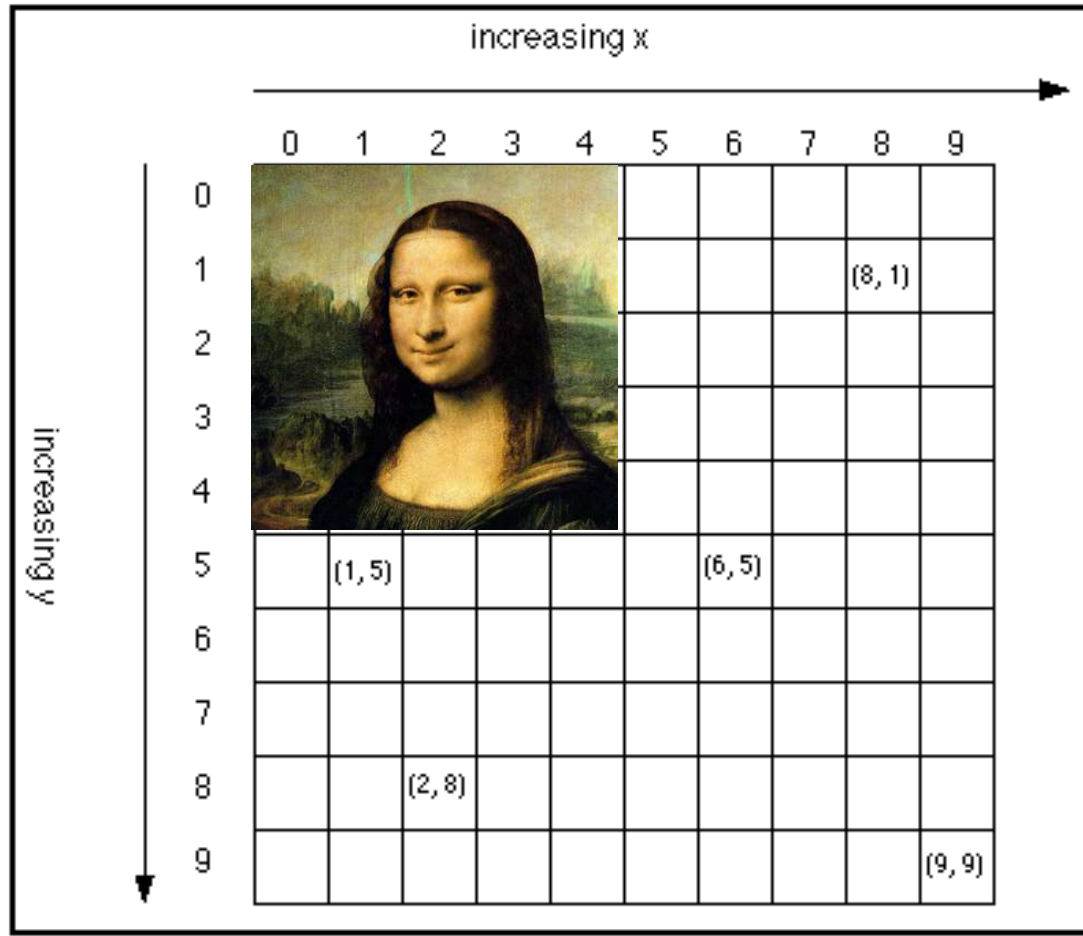 increasing x
0 1 2 3 4 5 6 7 8 9
0
1 (8, 1)
2
3
increasing y
4
5 (1, 5) (6, 5)
6
7
8 (2, 8)
9 (9, 9)